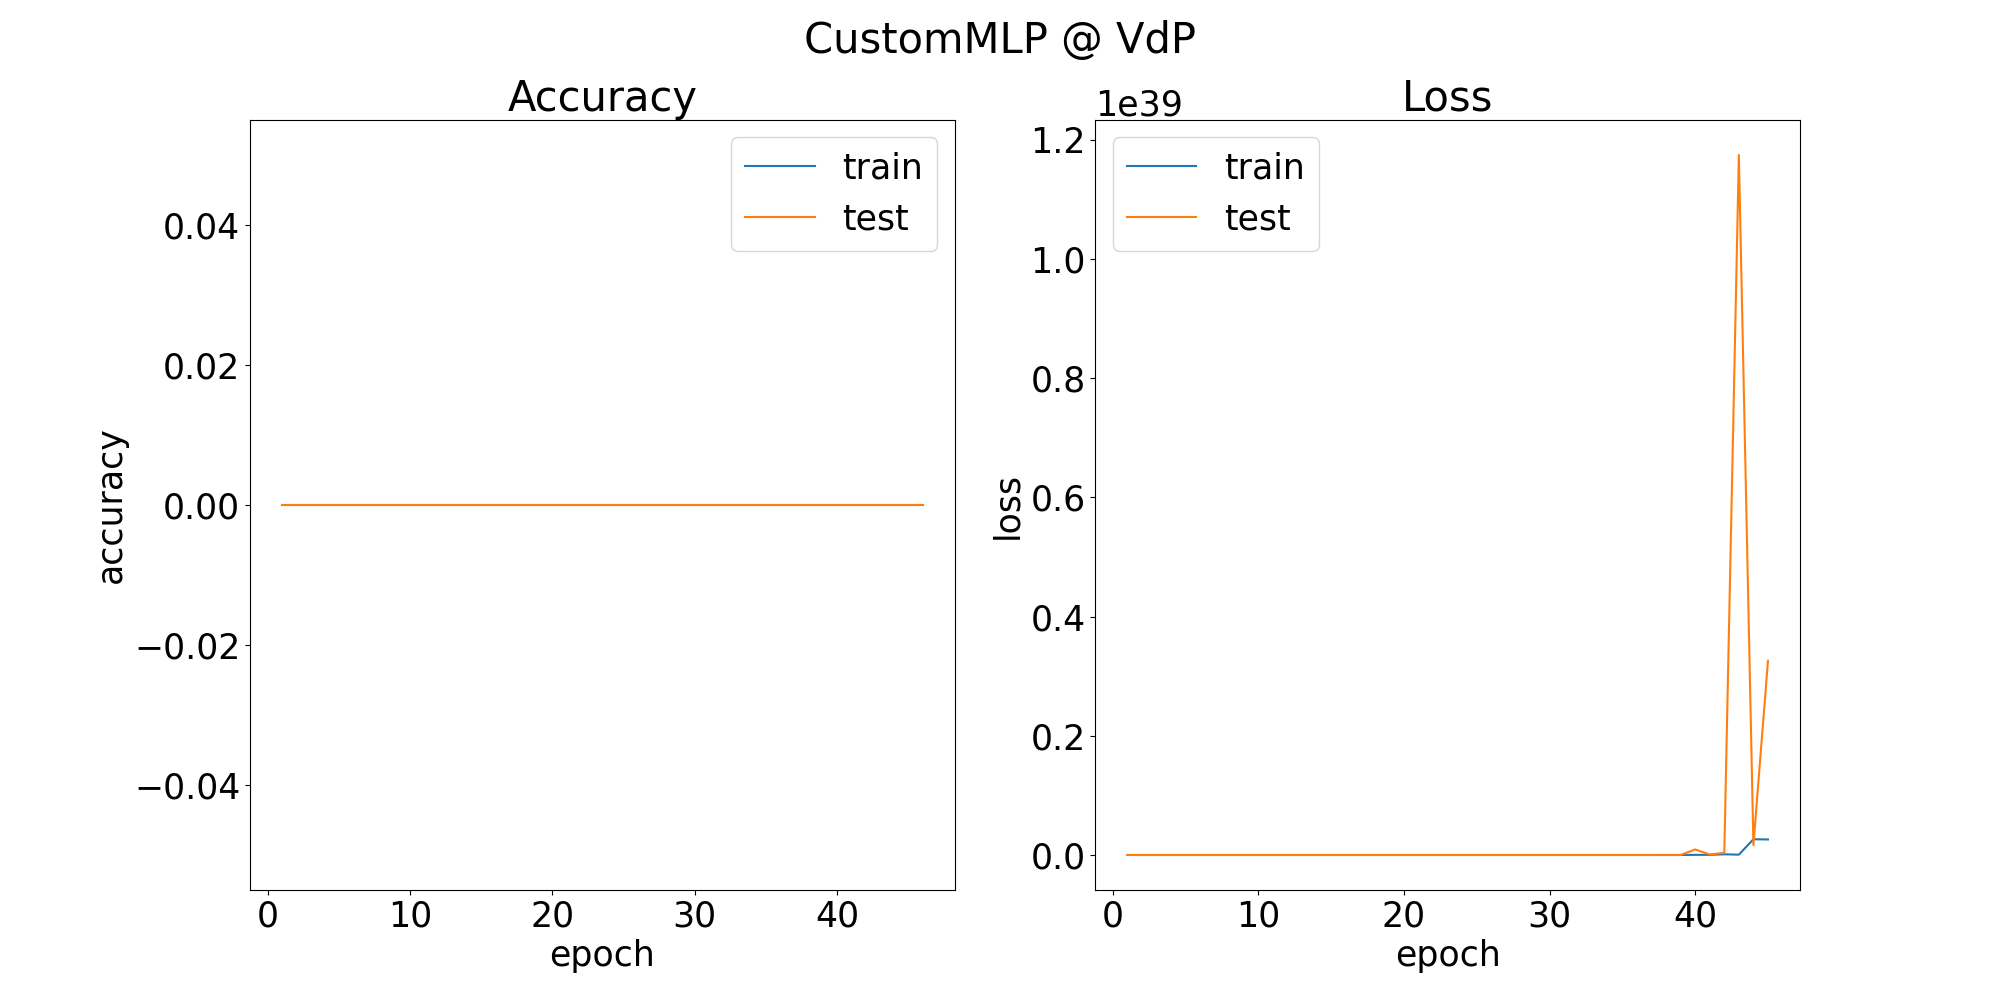 CustomMLP @ VdP
Accuracy
train
test
0.04
0.02
0.00
−0.02
−0.04
accuracy
0 10 20 30 40
epoch
Loss
1e39
train
test
1.2
1.0
0.8
0.6
0.4
0.2
0.0
loss
0 10 20 30 40
epoch